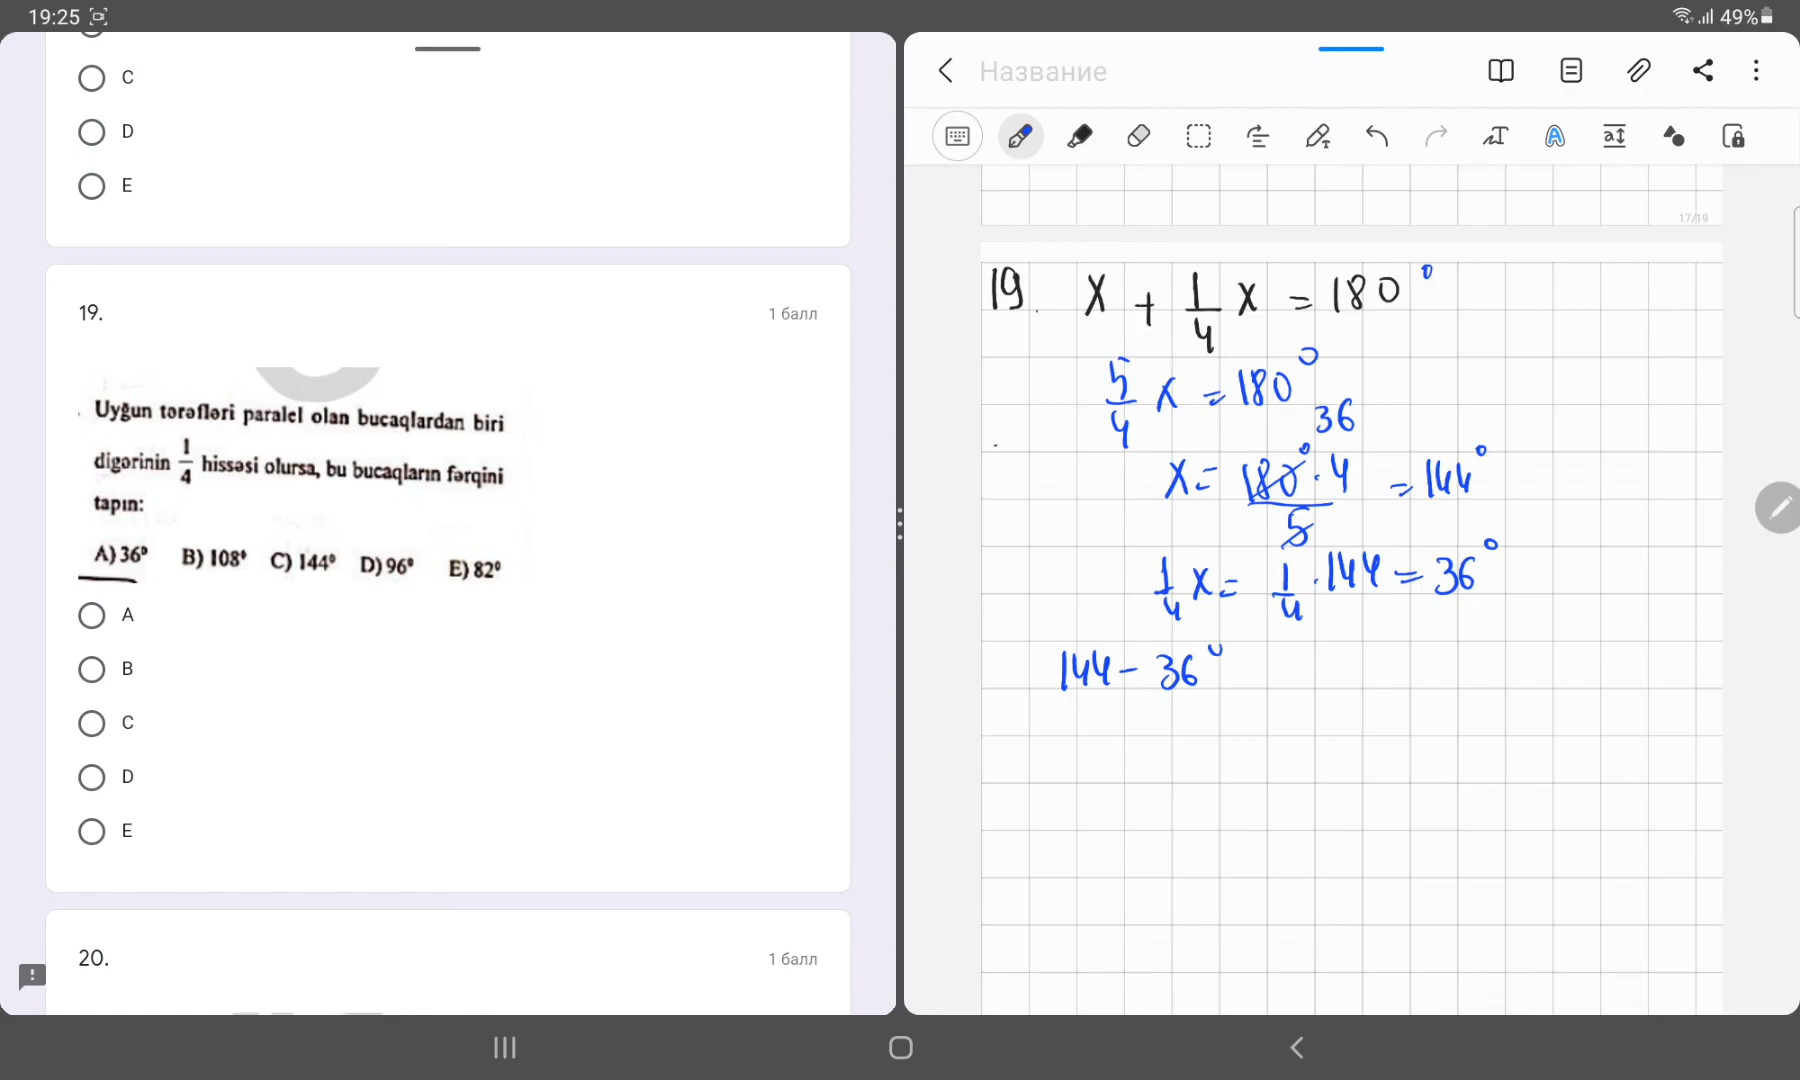 19:25
49%
C
D
E
19.
1 балл
Uyğun tərəfləri paralel olan bucaqlardan biri
digərinin 1/4 hissəsi olursa, bu bucaqların fərqini
tapın:
A) 36° B) 108° C) 144° D) 96° E) 82°
A
B
C
D
E
20.
1 балл
Название
17/19
19. x + 1/4 x = 180°
5/4 x = 180°
36
x = 180° · 4 / 5 = 144°
1/4 x = 1/4 · 144 = 36°
144 - 36°